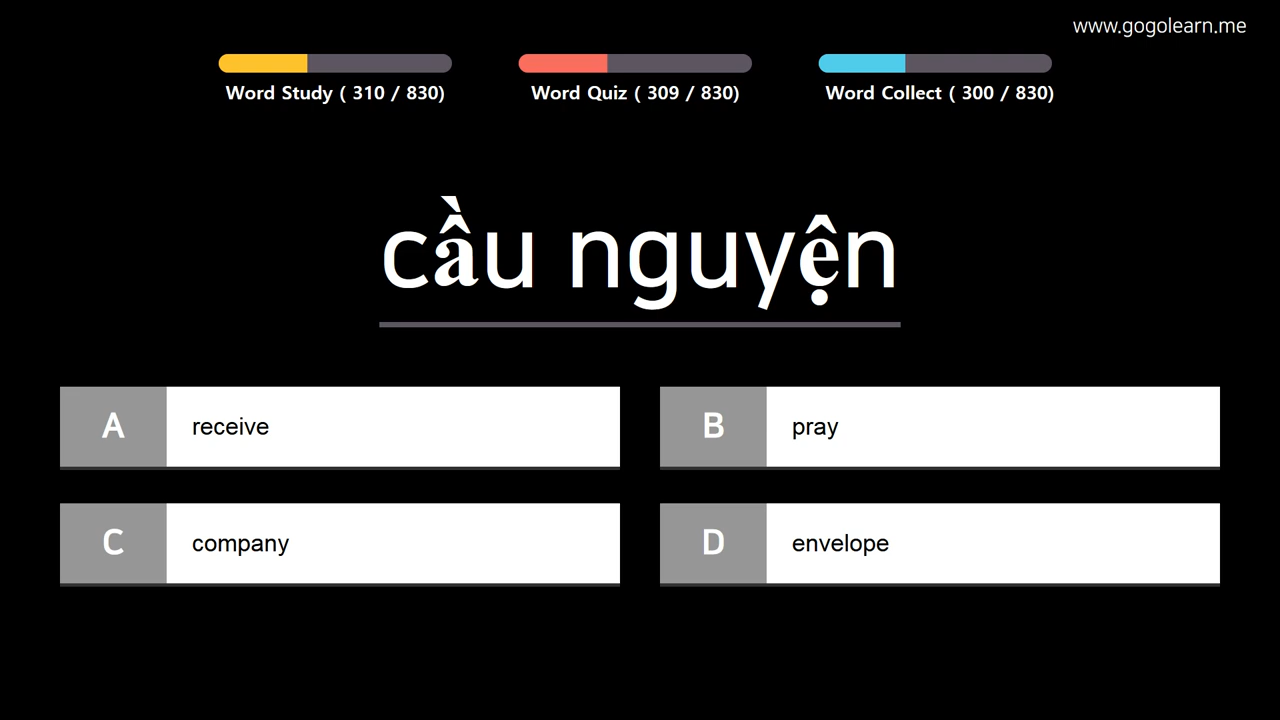 www.gogolearn.me
Word Study ( 310 / 830)
Word Quiz ( 309 / 830)
Word Collect ( 300 / 830)
cầu nguyện
A receive
B pray
C company
D envelope